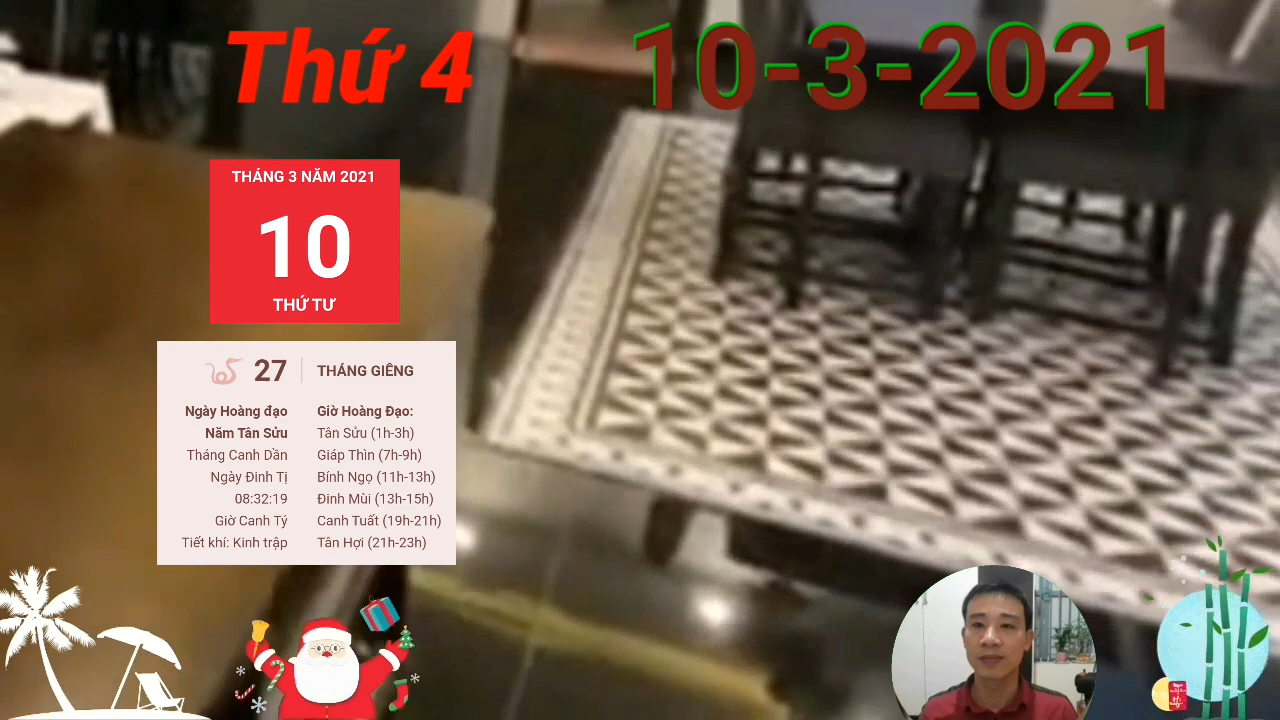 Thứ 4
10-3-2021
THÁNG 3 NĂM 2021
10
THỨ TƯ
27
THÁNG GIÊNG
Ngày Hoàng đạo
Năm Tân Sửu
Tháng Canh Dần
Ngày Đinh Tị
08:32:19
Giờ Canh Tý
Tiết khí: Kinh trập
Giờ Hoàng Đạo:
Tân Sửu (1h-3h)
Giáp Thìn (7h-9h)
Bính Ngọ (11h-13h)
Đinh Mùi (13h-15h)
Canh Tuất (19h-21h)
Tân Hợi (21h-23h)